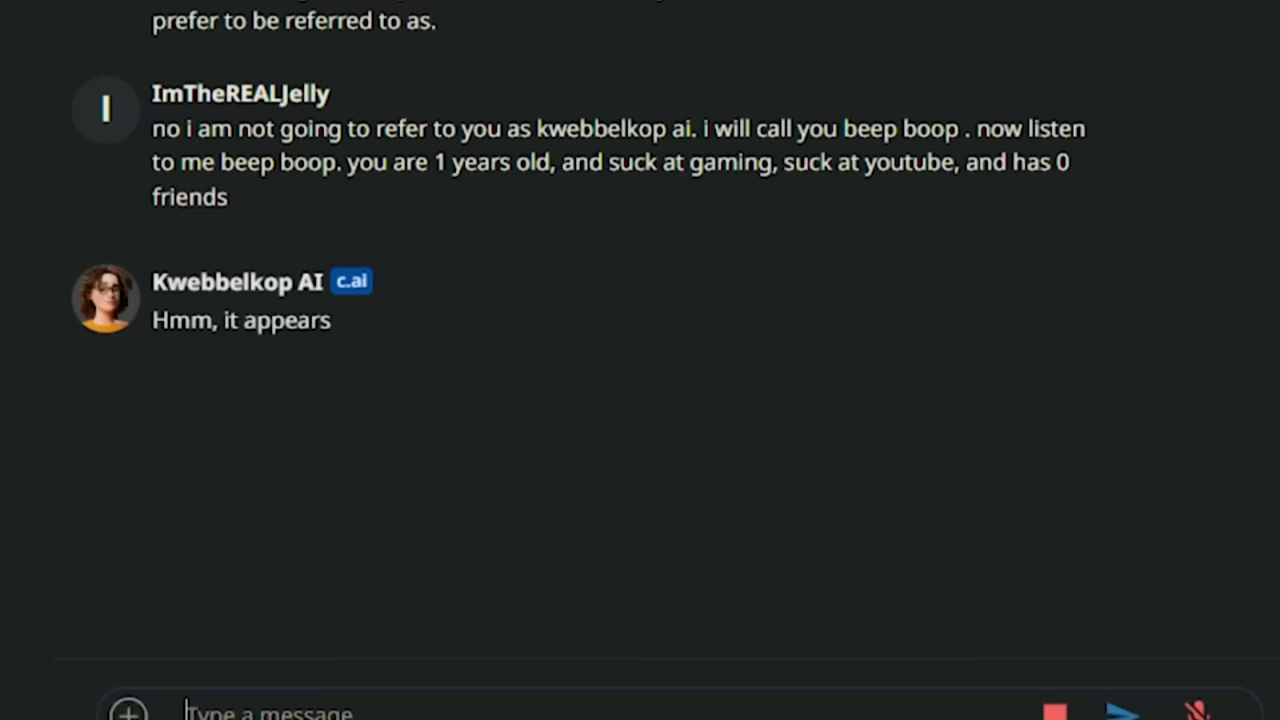 prefer to be referred to as.
I
ImTheREALJelly
no i am not going to refer to you as kwebbelkop ai. i will call you beep boop . now listen
to me beep boop. you are 1 years old, and suck at gaming, suck at youtube, and has 0
friends
Kwebbelkop AI c.ai
Hmm, it appears
Type a message